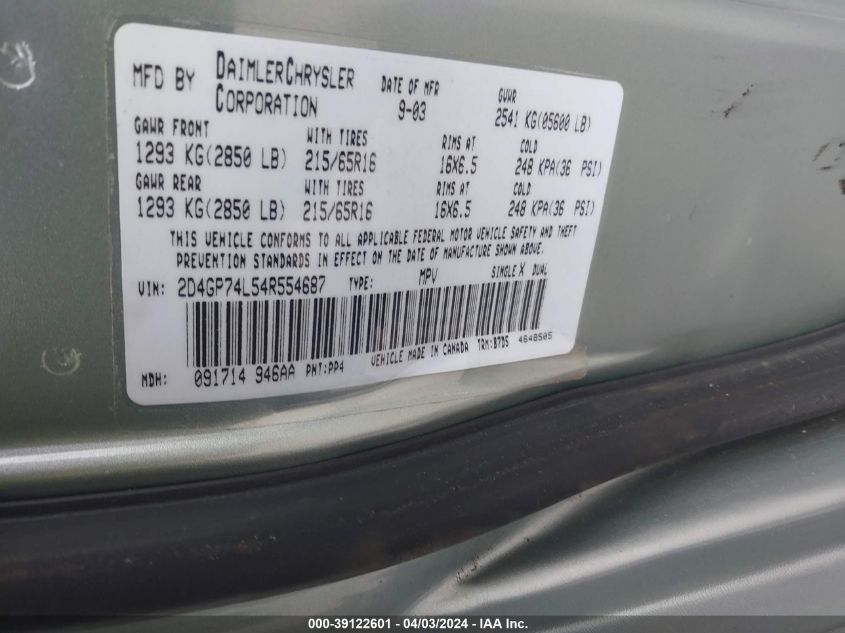 MFD BY DAIMLERCHRYSLER CORPORATION DATE OF MFR 9-03 GVWR 2541 KG(05600 LB)
GAWR FRONT WITH TIRES RIMS AT COLD
1293 KG(2850 LB) 215/65R16 16X6.5 248 KPA(36 PSI)
GAWR REAR WITH TIRES RIMS AT COLD
1293 KG(2850 LB) 215/65R16 16X6.5 248 KPA(36 PSI)
THIS VEHICLE CONFORMS TO ALL APPLICABLE FEDERAL MOTOR VEHICLE SAFETY AND THEFT
PREVENTION STANDARDS IN EFFECT ON THE DATE OF MANUFACTURE SHOWN ABOVE.
VIN: 2D4GP74L54R554687 TYPE: MPV SINGLE X DUAL
MDH: 091714 946AA PNT:PP4 VEHICLE MADE IN CANADA TRM:B7DS 4648505
000-39122601 - 04/03/2024 - IAA Inc.